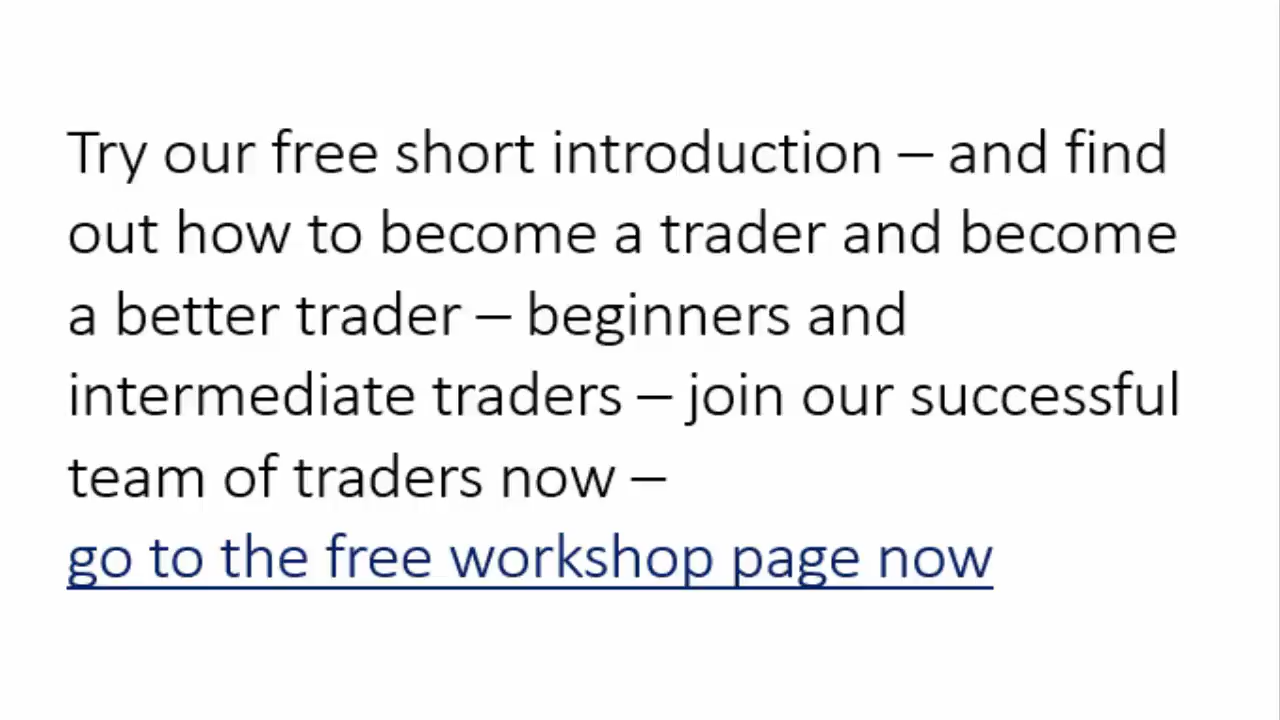 Try our free short introduction – and find
out how to become a trader and become
a better trader – beginners and
intermediate traders – join our successful
team of traders now –
go to the free workshop page now